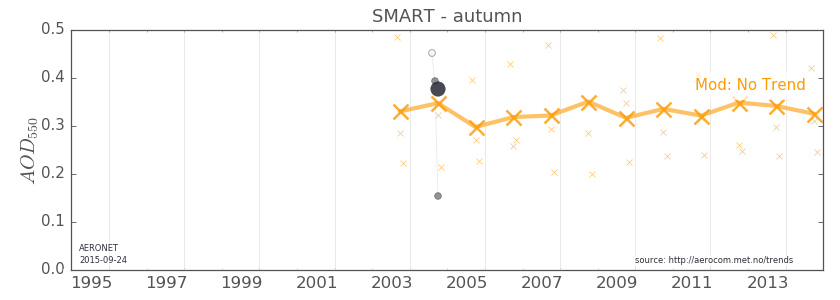 SMART - autumn
0.5
0.4
0.3
0.2
0.1
0.0
AOD550
Mod: No Trend
AERONET
2015-09-24
source: http://aerocom.met.no/trends
1995 1997 1999 2001 2003 2005 2007 2009 2011 2013